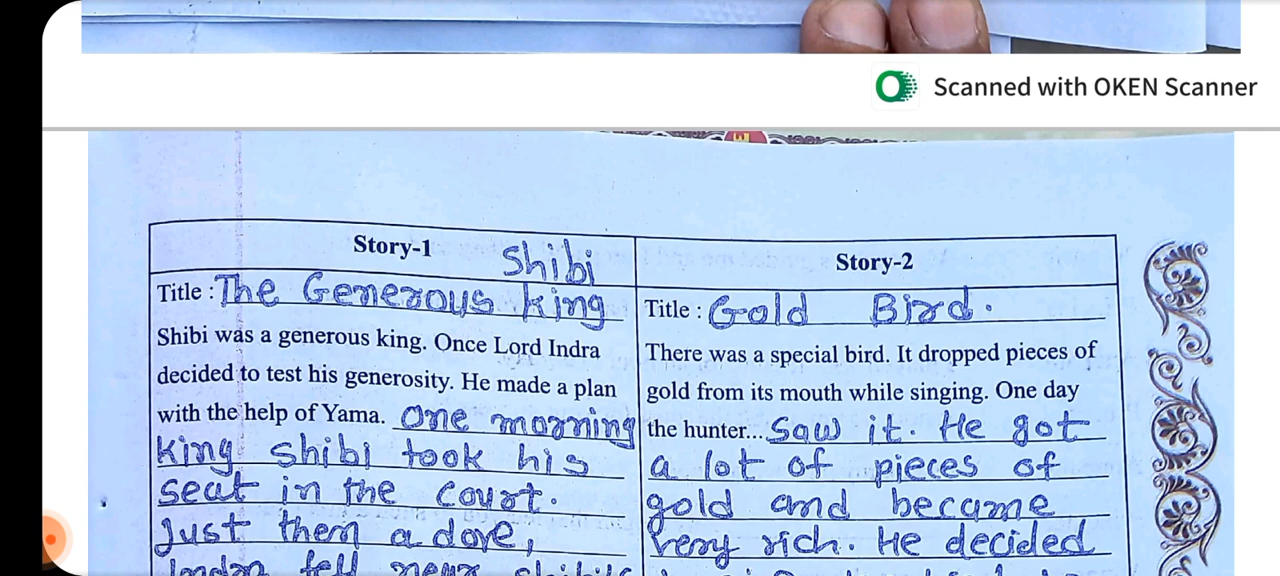 Scanned with OKEN Scanner
Story-1
Shibi
Title : The Generous king
Shibi was a generous king. Once Lord Indra
decided to test his generosity. He made a plan
with the help of Yama. One morning
king shibi took his
seat in the court.
Just then a dove,
fell near
Story-2
Title : Gold Bird.
There was a special bird. It dropped pieces of
gold from its mouth while singing. One day
the hunter... Saw it. He got
a lot of pieces of
gold and became
very rich. He decided